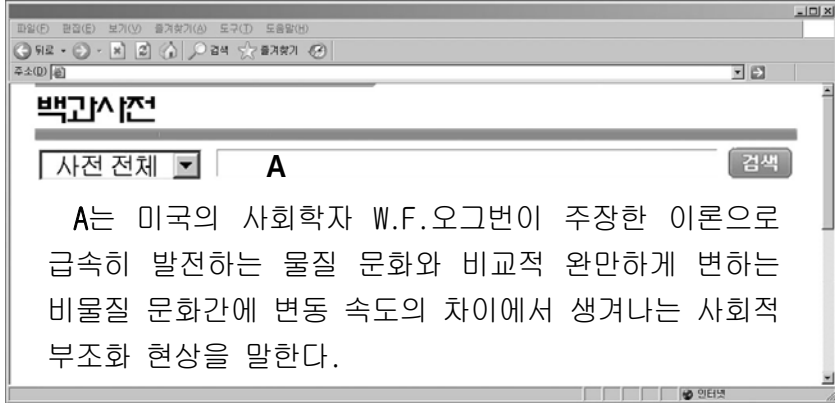 파일(F) 편집(E) 보기(V) 즐겨찾기(A) 도구(T) 도움말(H)
뒤로 검색 즐겨찾기
주소(D)
백과사전
사전 전체 A 검색
A는 미국의 사회학자 W.F.오그번이 주장한 이론으로
급속히 발전하는 물질 문화와 비교적 완만하게 변하는
비물질 문화간에 변동 속도의 차이에서 생겨나는 사회적
부조화 현상을 말한다.
인터넷